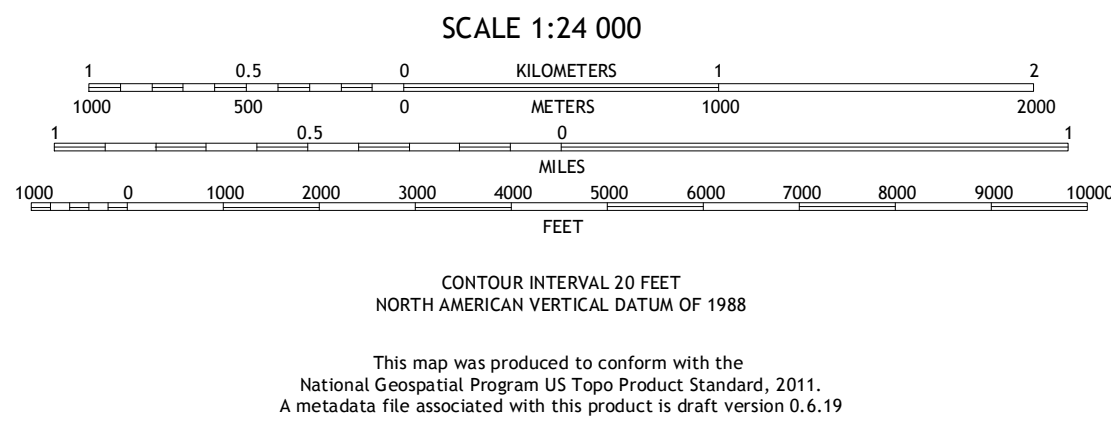 SCALE 1:24 000
1 0.5 0 KILOMETERS 1 2
1000 500 0 METERS 1000 2000
1 0.5 0 1
MILES
1000 0 1000 2000 3000 4000 5000 6000 7000 8000 9000 10000
FEET
CONTOUR INTERVAL 20 FEET
NORTH AMERICAN VERTICAL DATUM OF 1988
This map was produced to conform with the
National Geospatial Program US Topo Product Standard, 2011.
A metadata file associated with this product is draft version 0.6.19